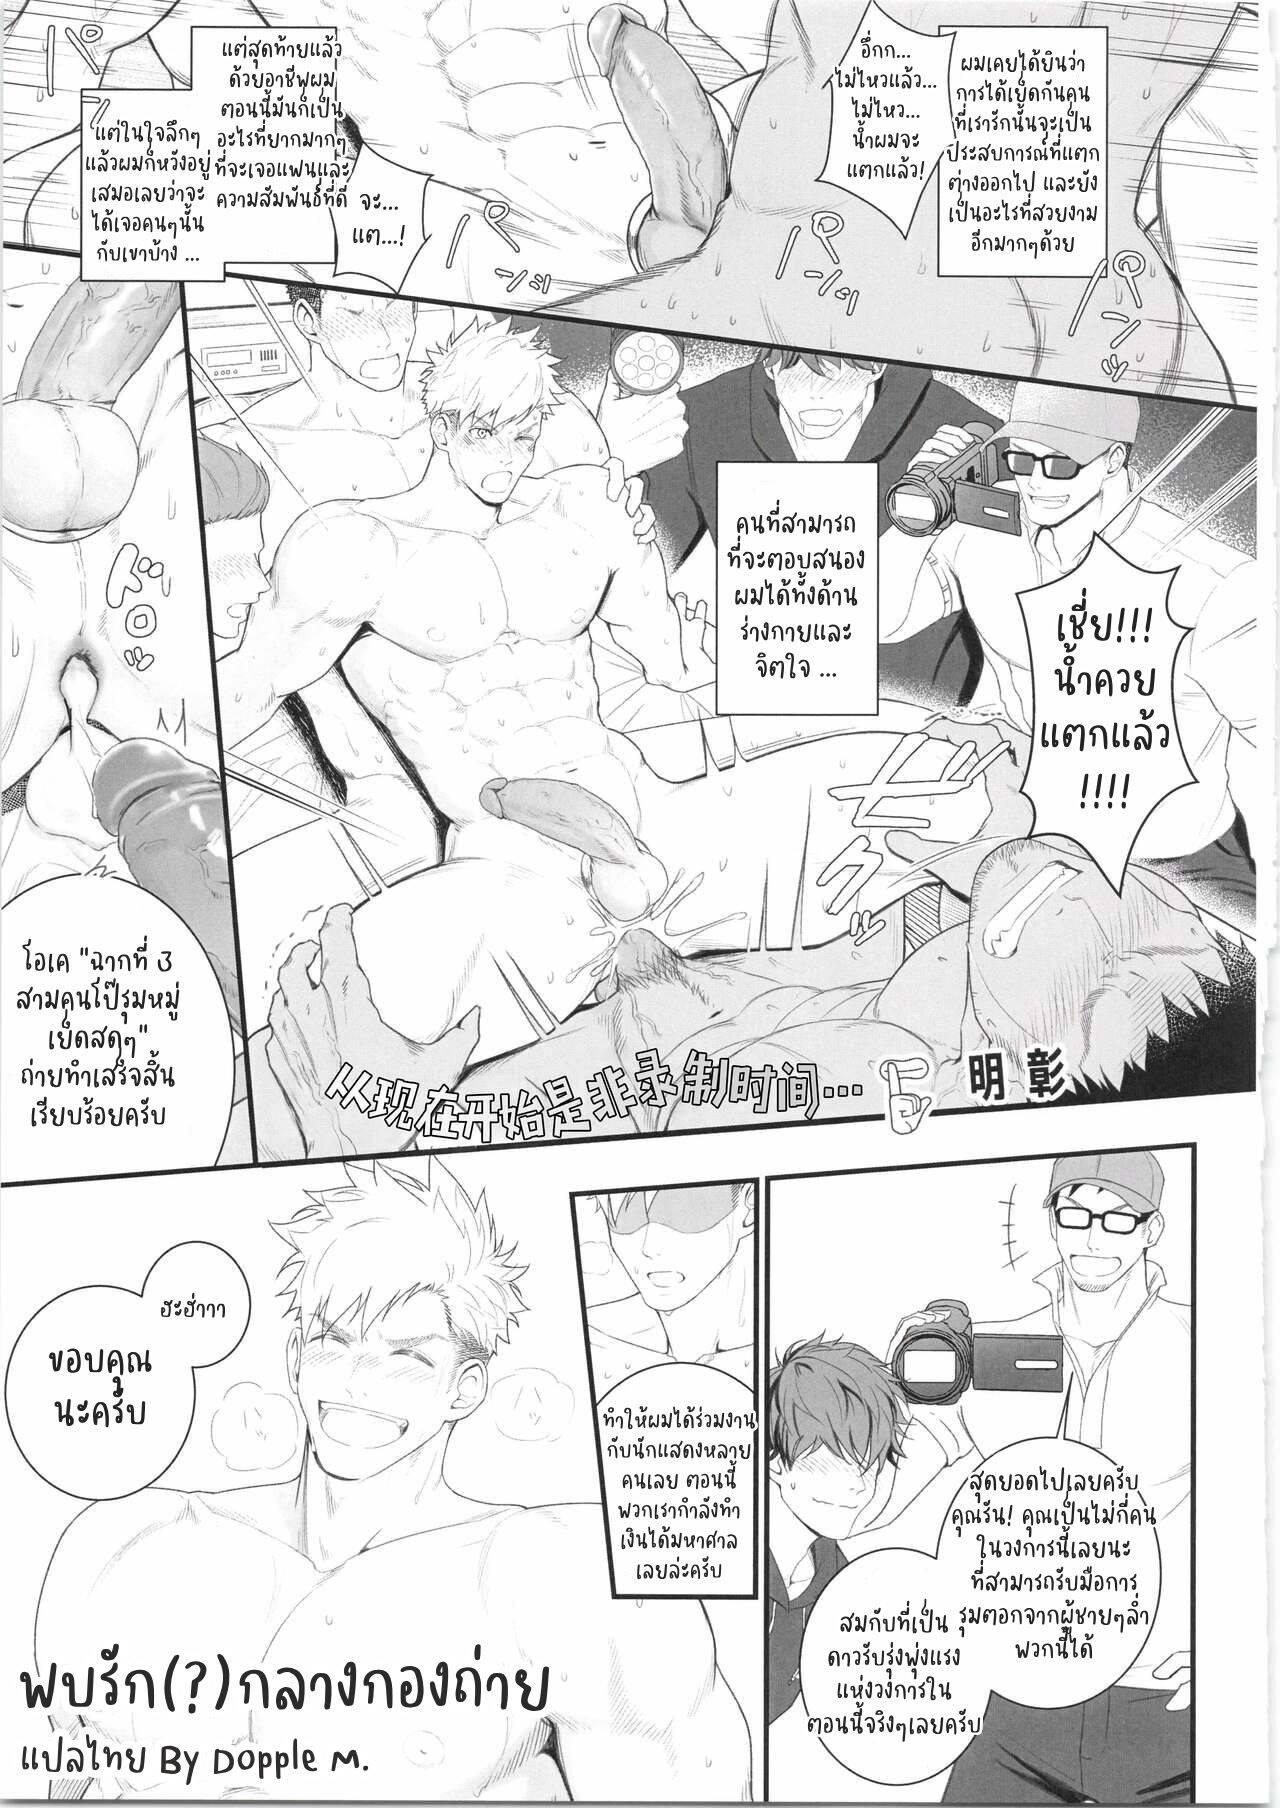 ผมเคยได้ยินว่า
การได้เย็ดกันคุน
ที่เรารักนั้นจะเป็น
ประสบการณ์ที่แตก
ต่างออกไป และยัง
เป็นอะไรที่สวยงาม
อีกมากๆด้วย
อึ่กก...
ไม่ไหวแล้ว...
ไม่ไหว...
น้ำผมจะ
แตกแล้ว!
แต่สุดท้ายแล้ว
ด้วยอาชีพผม
ตอนนี้มันก็เป็น
อะไรที่ยากมากๆ
ที่จะเจอแฟนและ
ความสัมพันธ์ที่ดี
จะ...
แต...!
แต่ในใจลึกๆ
แล้วผมก็หวังอยู่
เสมอเลยว่าจะ
ได้เจอคนๆนั้น
กับเขาบ้าง ...
パン
パン
パン
パン
คนที่สามารถ
ที่จะตอบสนอง
ผมได้ทั้งด้าน
ร่างกายและ
จิตใจ ...
เชี่ย!!!
น้ำควย
แตกแล้ว
!!!!
ドロ
ビクッ
โอเค "ฉากที่ 3
สามคนโป๊รุมหมู่
เย็ดสดๆ"
ถ่ายทำเสร็จสิ้น
เรียบร้อยครับ
从现在开始是非录制时间...
明 彰
สุดยอดไปเลยครับ
คุณรัน! คุณเป็นไม่กี่คน
ในวงการนี้เลยนะ
ที่สามารถรับมือการ
รุมตอกจากผู้ชายๆล่ำ
พวกนี้ได้
สมกับที่เป็น
ดาวรับรุ่งพุ่งแรง
แห่งวงการใน
ตอนนี้จริงๆเลยครับ
ทำให้ผมได้ร่วมงาน
กับนักแสดงหลาย
คนเลย ตอนนี้
พวกเรากำลังทำ
เงินได้มหาศาล
เลยล่ะครับ
ฮะฮ่าาา
ขอบคุณ
นะครับ
พบรัก(?)กลางกองถ่าย
แปลไทย By Dopple M.